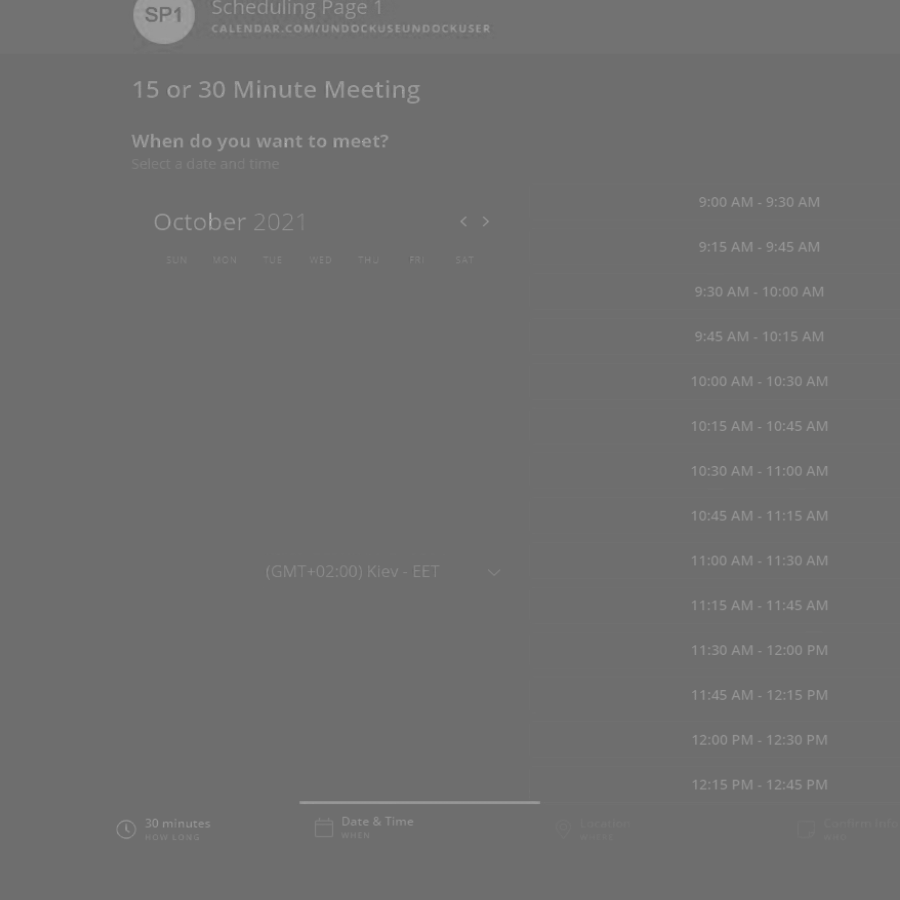 SP1
Scheduling Page 1
CALENDAR.COM/UNDOCKUSEUNDOCKUSER
15 or 30 Minute Meeting
When do you want to meet?
Select a date and time
October 2021
SUN MON TUE WED THU FRI SAT
(GMT+02:00) Kiev - EET
9:00 AM - 9:30 AM
9:15 AM - 9:45 AM
9:30 AM - 10:00 AM
9:45 AM - 10:15 AM
10:00 AM - 10:30 AM
10:15 AM - 10:45 AM
10:30 AM - 11:00 AM
10:45 AM - 11:15 AM
11:00 AM - 11:30 AM
11:15 AM - 11:45 AM
11:30 AM - 12:00 PM
11:45 AM - 12:15 PM
12:00 PM - 12:30 PM
12:15 PM - 12:45 PM
30 minutes
HOW LONG
Date & Time
WHEN
Location
WHERE
Confirm Info